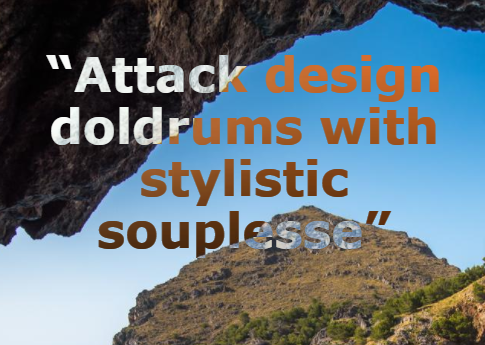 “Attack design
doldrums with
stylistic
souplesse”